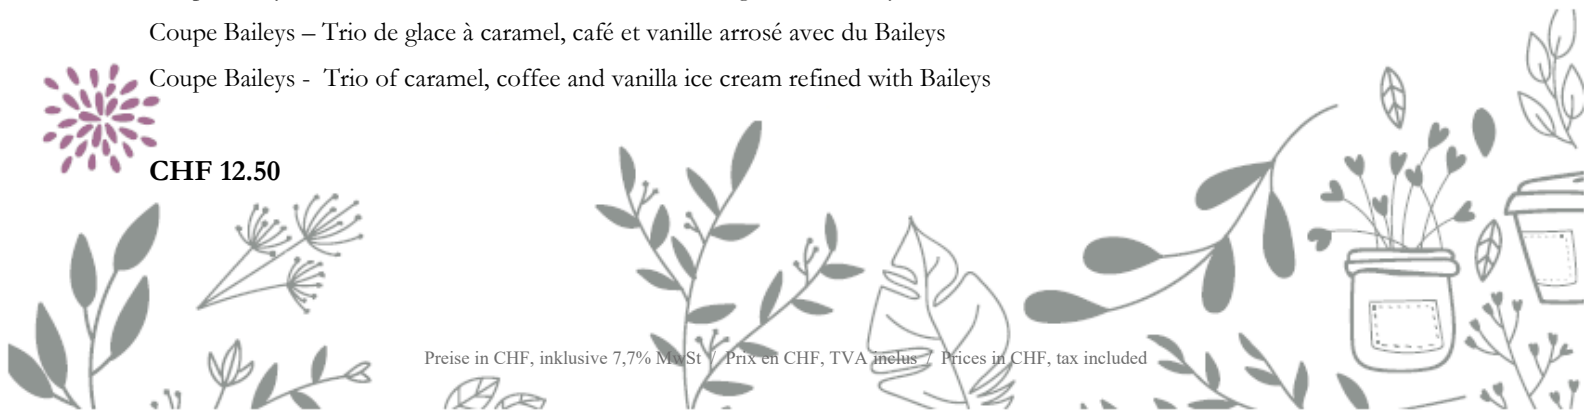 Coupe Baileys – Trio de glace à caramel, café et vanille arrosé avec du Baileys
Coupe Baileys - Trio of caramel, coffee and vanilla ice cream refined with Baileys
CHF 12.50
Preise in CHF, inklusive 7,7% MwSt / Prix en CHF, TVA inclus / Prices in CHF, tax included